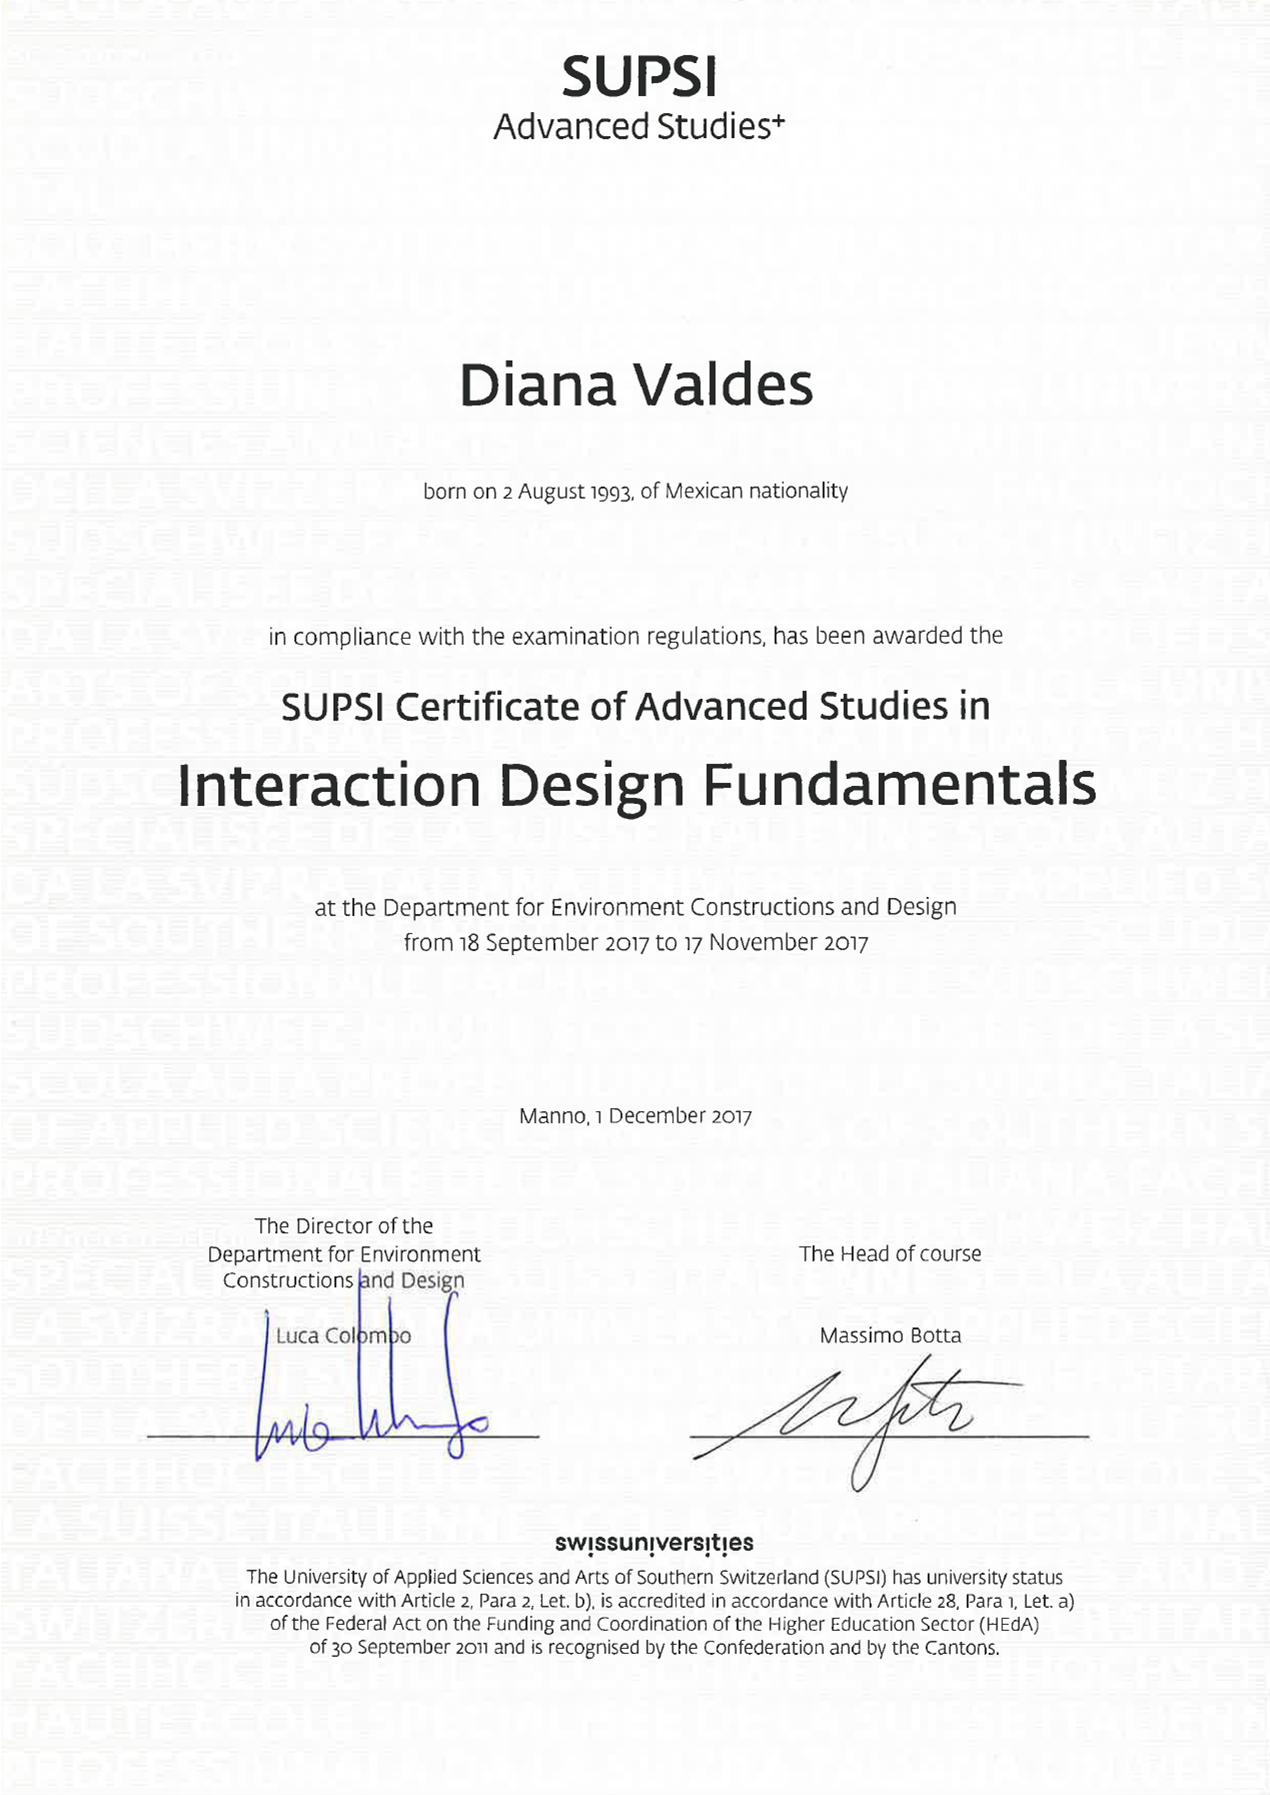 SUPSI
Advanced Studies+
Diana Valdes
born on 2 August 1993, of Mexican nationality
in compliance with the examination regulations, has been awarded the
SUPSI Certificate of Advanced Studies in
Interaction Design Fundamentals
at the Department for Environment Constructions and Design
from 18 September 2017 to 17 November 2017
Manno, 1 December 2017
The Director of the
Department for Environment
Constructions and Design
Luca Colombo
The Head of course
Massimo Botta
swissuniversities
The University of Applied Sciences and Arts of Southern Switzerland (SUPSI) has university status
in accordance with Article 2, Para 2, Let. b), is accredited in accordance with Article 28, Para 1, Let. a)
of the Federal Act on the Funding and Coordination of the Higher Education Sector (HEdA)
of 30 September 2011 and is recognised by the Confederation and by the Cantons.